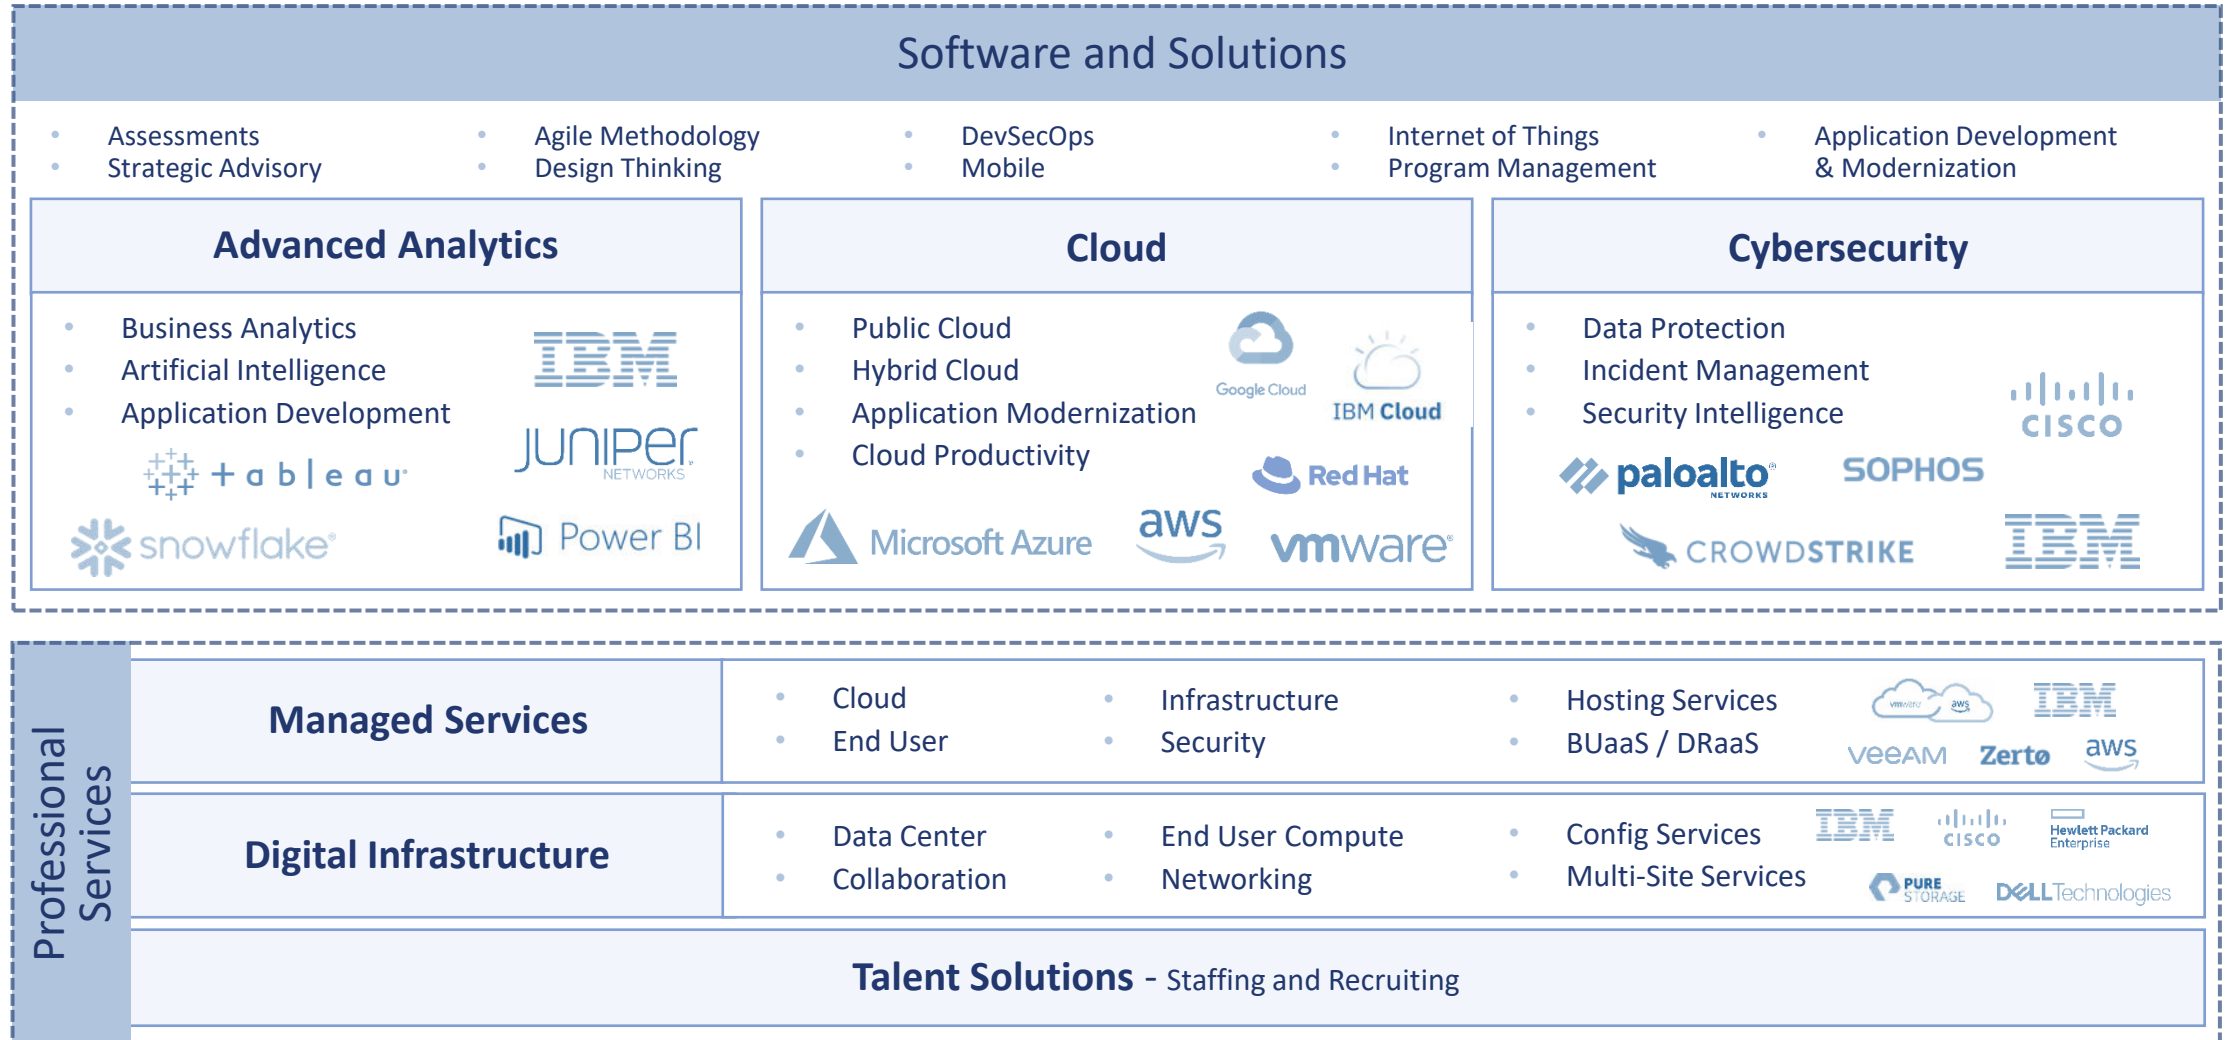 Software and Solutions
• Assessments
• Strategic Advisory
• Agile Methodology
• Design Thinking
• DevSecOps
• Mobile
• Internet of Things
• Program Management
• Application Development
& Modernization
Advanced Analytics
• Business Analytics
• Artificial Intelligence
• Application Development
IBM
JUNIPER
NETWORKS
+ableau
snowflake
Power BI
Cloud
• Public Cloud
• Hybrid Cloud
• Application Modernization
• Cloud Productivity
Google Cloud
IBM Cloud
Red Hat
Microsoft Azure
aws
vmware
Cybersecurity
• Data Protection
• Incident Management
• Security Intelligence
CISCO
paloalto
NETWORKS
SOPHOS
CROWDSTRIKE
IBM
Professional
Services
Managed Services
• Cloud
• End User
• Infrastructure
• Security
• Hosting Services
• BUaaS / DRaaS
vmware aws
IBM
veeAM
Zertø
aws
Digital Infrastructure
• Data Center
• Collaboration
• End User Compute
• Networking
• Config Services
• Multi-Site Services
IBM
CISCO
Hewlett Packard
Enterprise
PURE
STORAGE
DELLTechnologies
Talent Solutions - Staffing and Recruiting